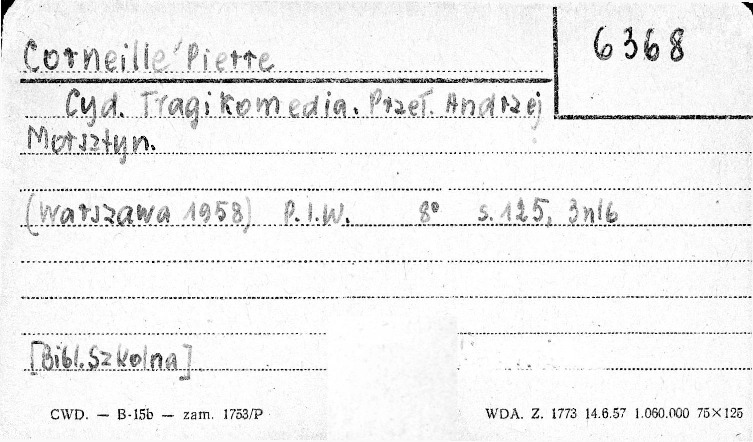 6368
Corneille Pierre
Cyd. Tragikomedia. Przeł. Andrzej
Morsztyn.
(Warszawa 1958) P.I.W. 8° s. 125, 3nlb
[Bibl. Szkolna]
CWD. — B-15b — zam. 1753/P
WDA. Z. 1773 14.6.57 1.060.000 75×125